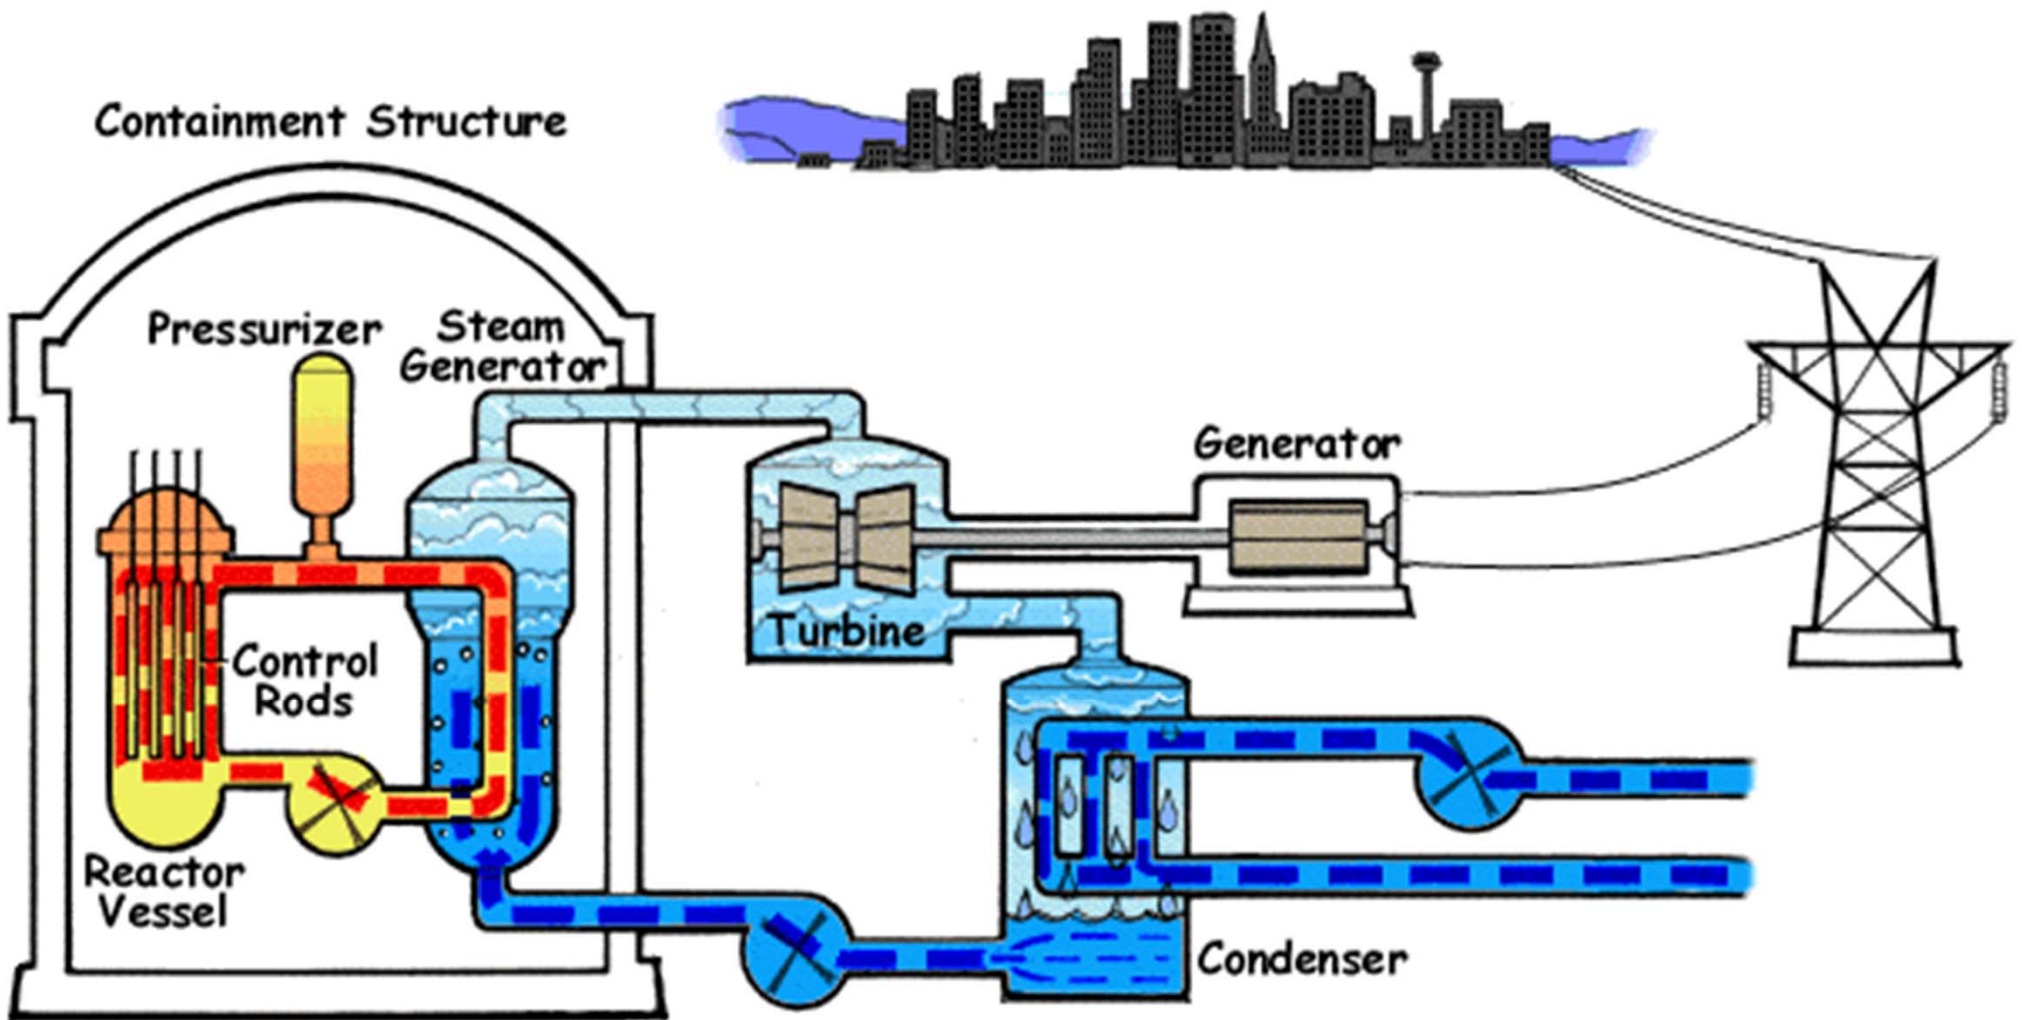 Containment Structure
Pressurizer
Steam
Generator
Generator
Turbine
Control
Rods
Reactor
Vessel
Condenser